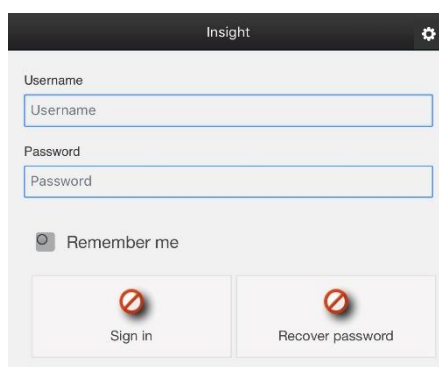 Insight
Username
Username
Password
Password
Remember me
Sign in
Recover password